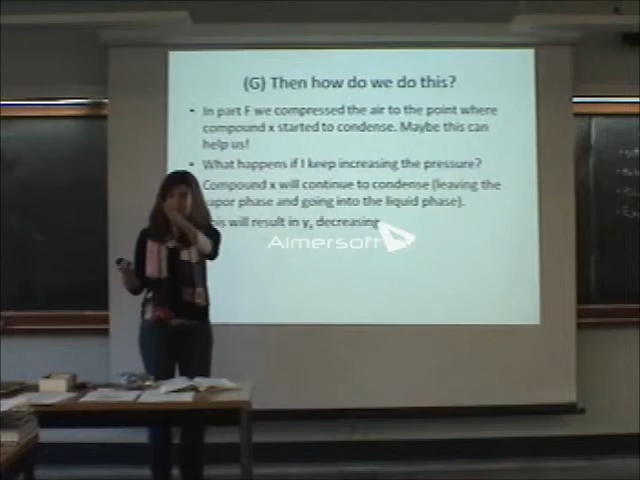 (G) Then how do we do this?
• In part F we compressed the air to the point where
compound x started to condense. Maybe this can
help us!
• What happens if I keep increasing the pressure?
Compound x will continue to condense (leaving the
vapor phase and going into the liquid phase).
will result in yₓ decreasing
Aimersoft